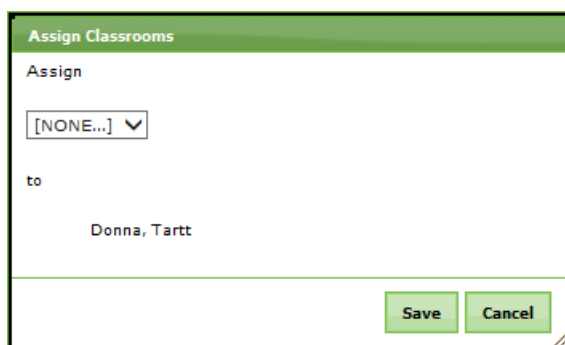 Assign Classrooms
Assign
[NONE...]
to
Donna, Tartt
Save Cancel